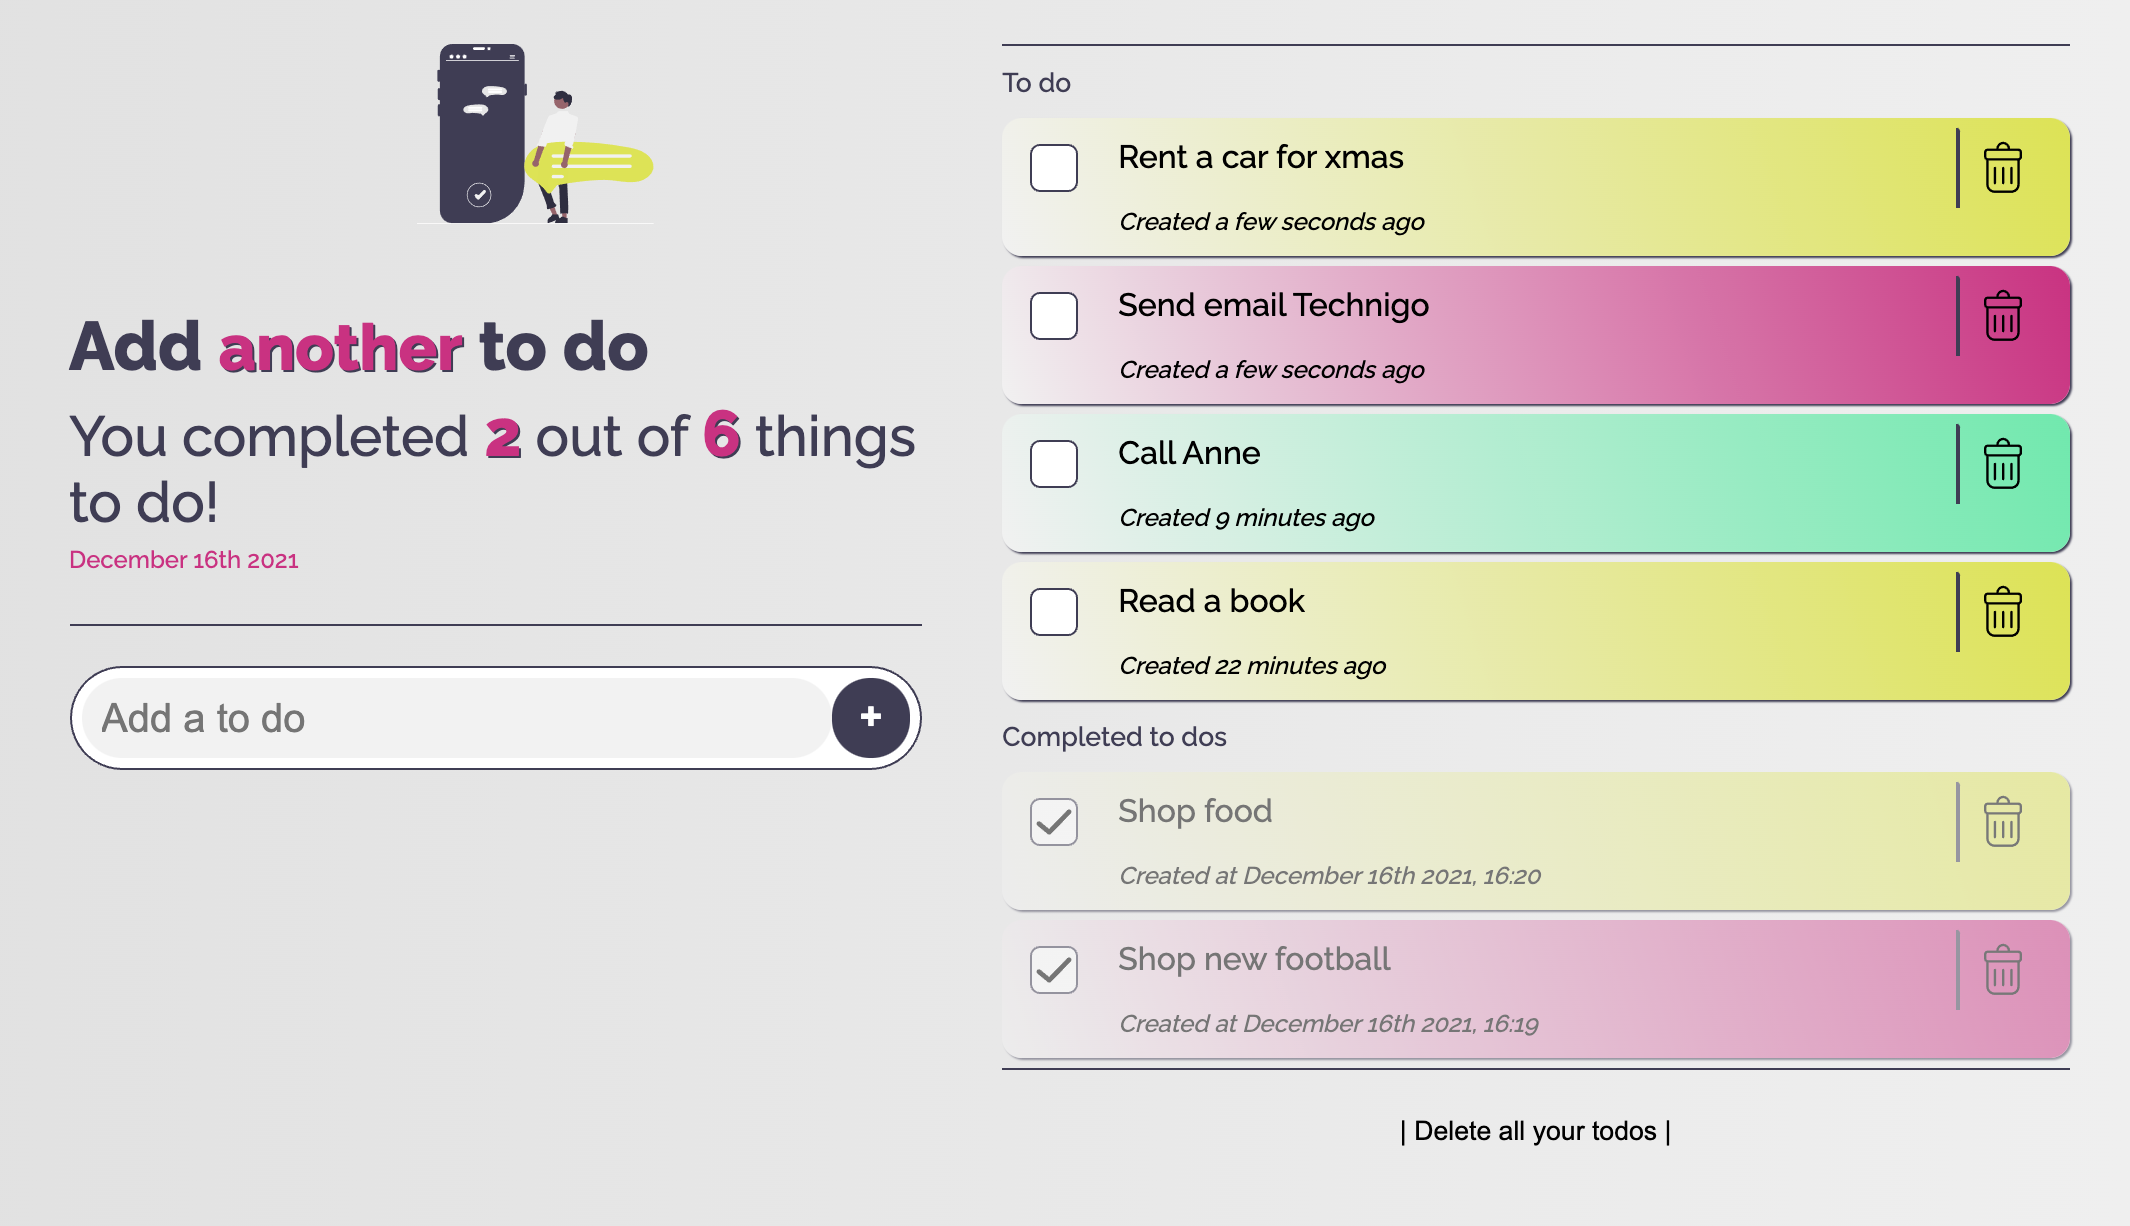 Add another to do
You completed 2 out of 6 things
to do!
December 16th 2021
Add a to do
To do
Rent a car for xmas
Created a few seconds ago
Send email Technigo
Created a few seconds ago
Call Anne
Created 9 minutes ago
Read a book
Created 22 minutes ago
Completed to dos
Shop food
Created at December 16th 2021, 16:20
Shop new football
Created at December 16th 2021, 16:19
| Delete all your todos |